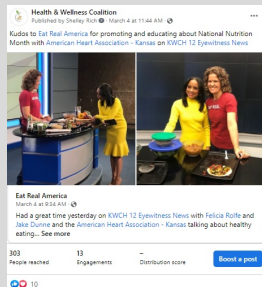 Health & Wellness Coalition
Published by Shelley Rich · March 4 at 11:44 AM ·
Kudos to Eat Real America for promoting and educating about National Nutrition
Month with American Heart Association - Kansas on KWCH 12 Eyewitness News
Eat Real America
March 4 at 9:34 AM ·
Had a great time yesterday on KWCH 12 Eyewitness News with Felicia Rolfe and
Jake Dunne and the American Heart Association - Kansas talking about healthy
eating... See more
303
People reached
13
Engagements
–
Distribution score
Boost a post
10